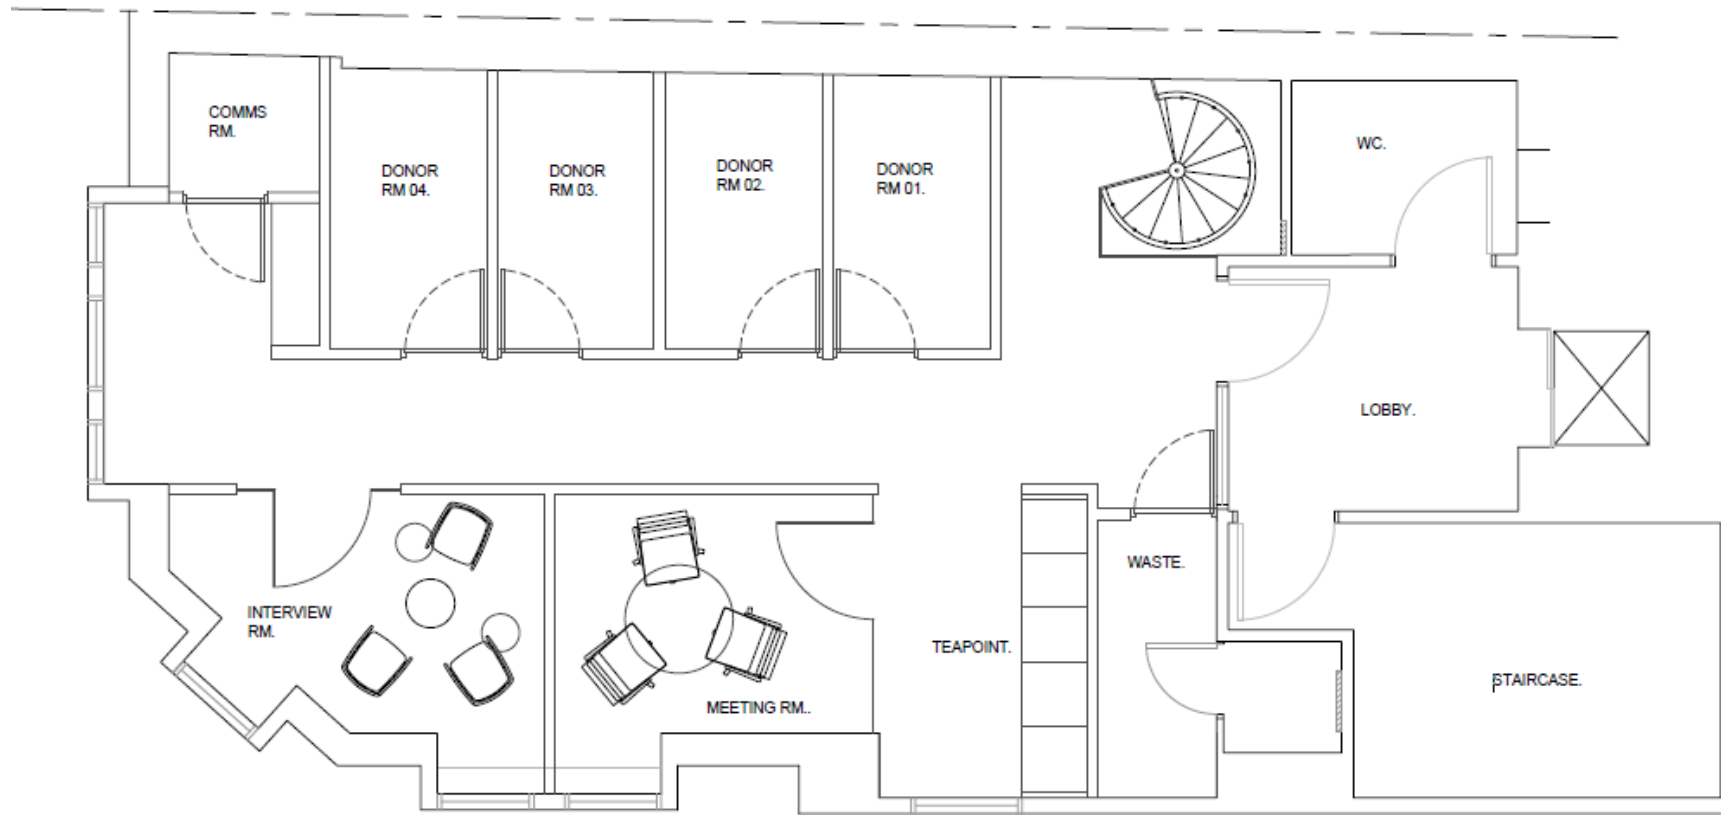 COMMS
RM.
DONOR
RM 04.
DONOR
RM 03.
DONOR
RM 02.
DONOR
RM 01.
WC.
LOBBY.
INTERVIEW
RM.
MEETING RM..
TEAPOINT.
WASTE.
STAIRCASE.